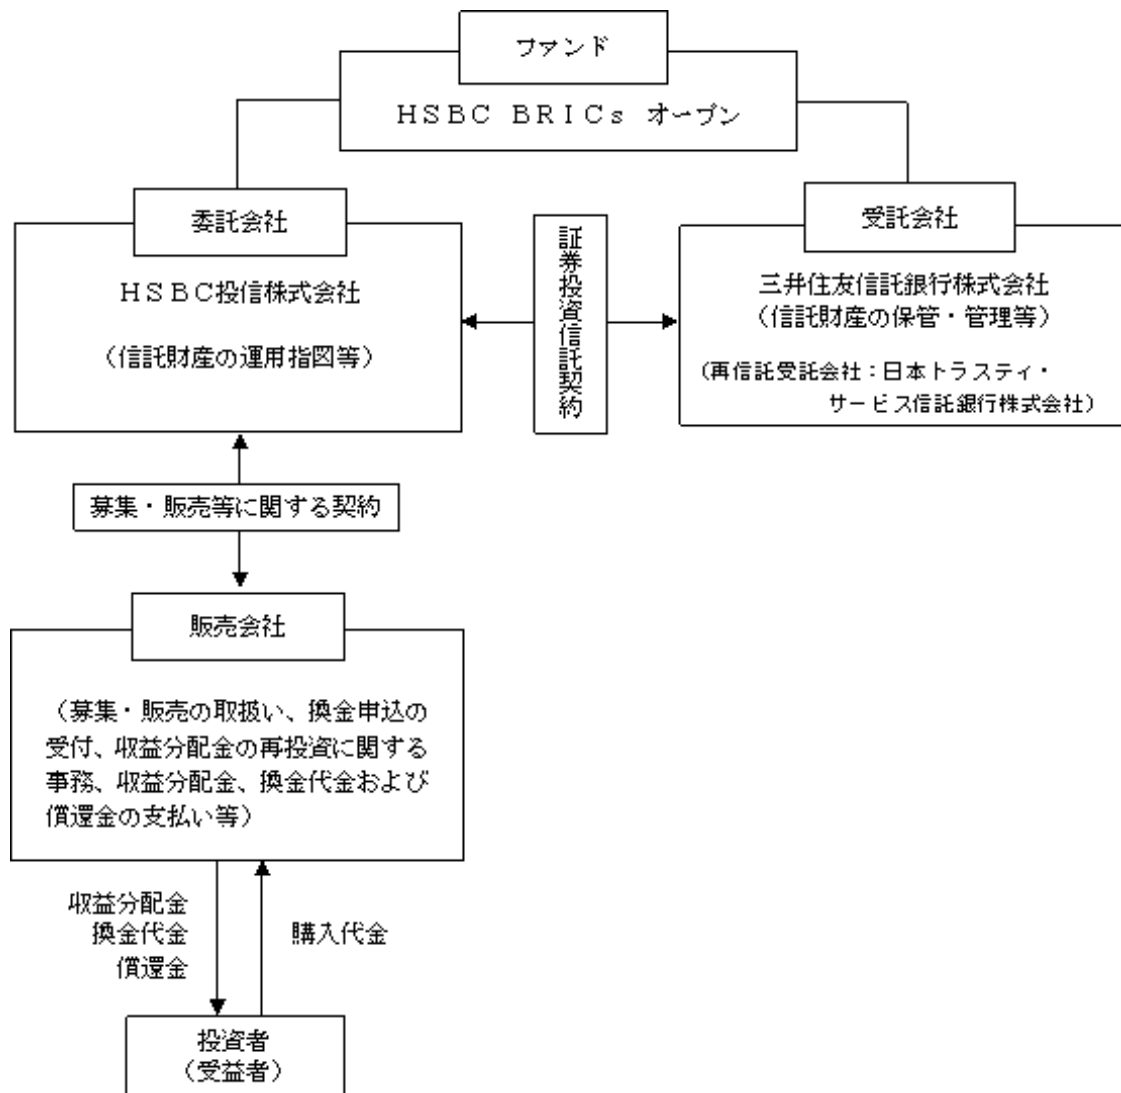 ファンド
ＨＳＢＣ ＢＲＩＣｓ オープン
委託会社
ＨＳＢＣ投信株式会社
（信託財産の運用指図等）
証券投資信託契約
受託会社
三井住友信託銀行株式会社
（信託財産の保管・管理等）
（再信託受託会社：日本トラスティ・
サービス信託銀行株式会社）
募集・販売等に関する契約
販売会社
（募集・販売の取扱い、換金申込の
受付、収益分配金の再投資に関する
事務、収益分配金、換金代金および
償還金の支払い等）
収益分配金
換金代金
償還金
購入代金
投資者
（受益者）